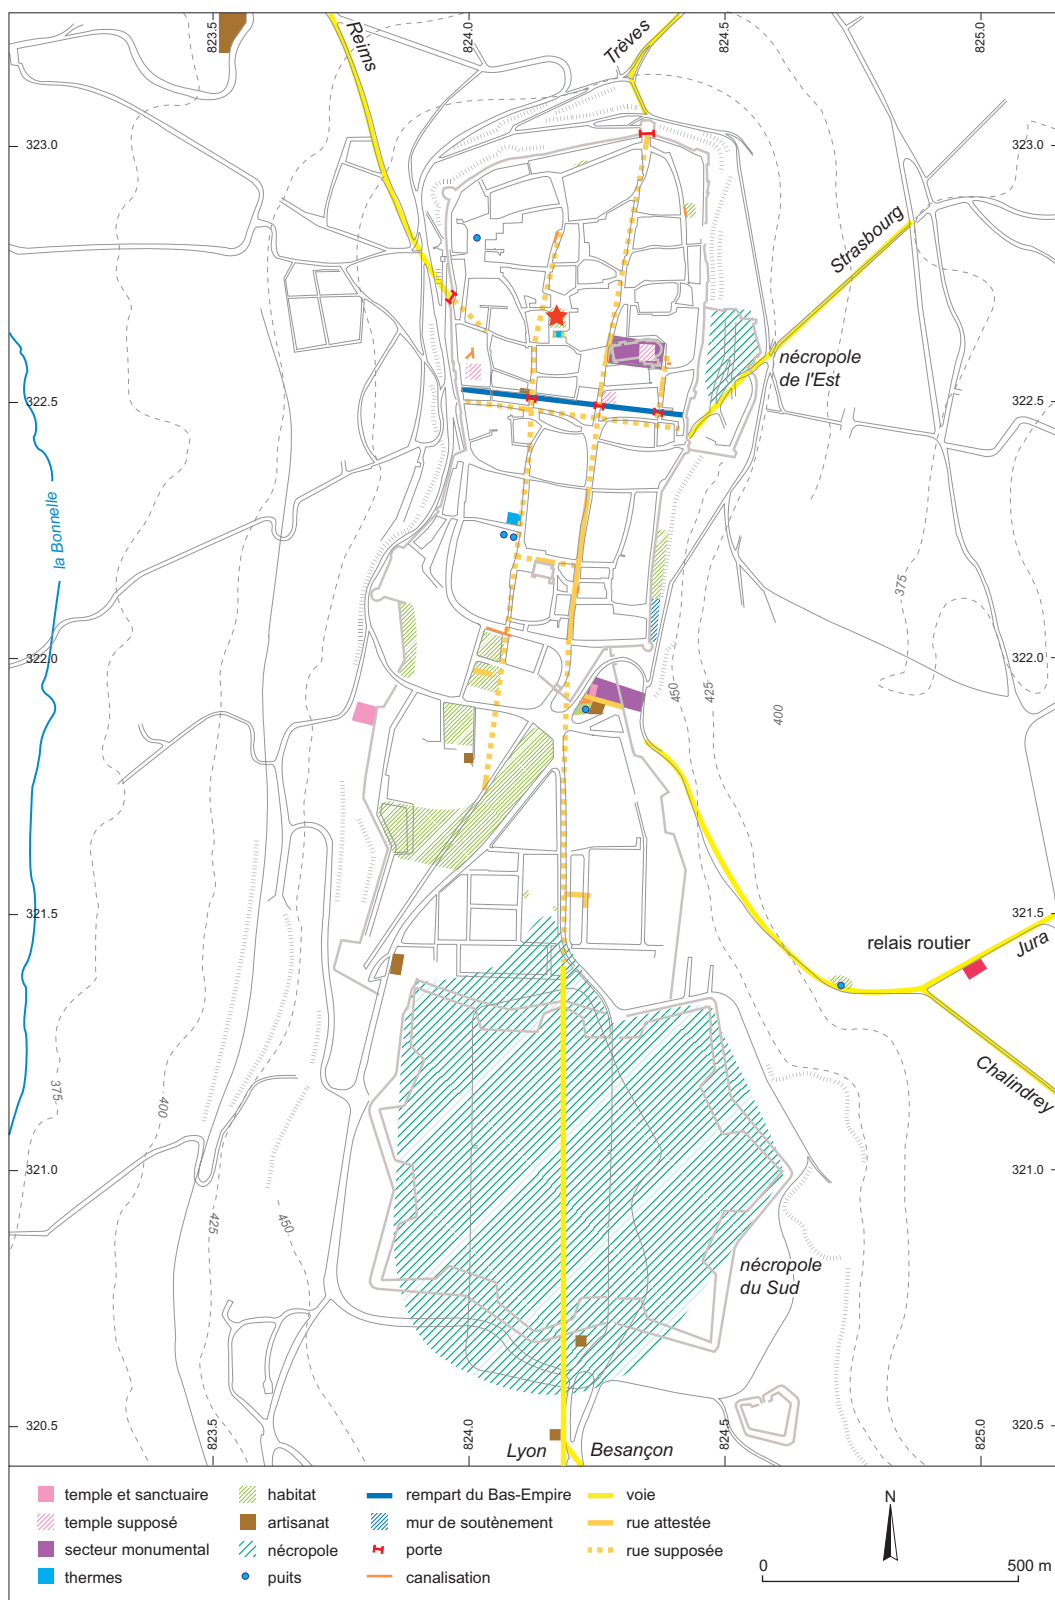 823.5
824.0
824.5
825.0
Reims
Trèves
323.0
323.0
Strasbourg
nécropole
de l'Est
322.5
322.5
la Bonnelle
375
322.0
322.0
450
425
400
321.5
321.5
relais routier
Jura
Chalindrey
375
400
321.0
321.0
425
450
nécropole
du Sud
320.5
320.5
823.5
824.0
824.5
825.0
Lyon
Besançon
temple et sanctuaire
temple supposé
secteur monumental
thermes
habitat
artisanat
nécropole
puits
rempart du Bas-Empire
mur de soutènement
porte
canalisation
voie
rue attestée
rue supposée
N
0
500 m